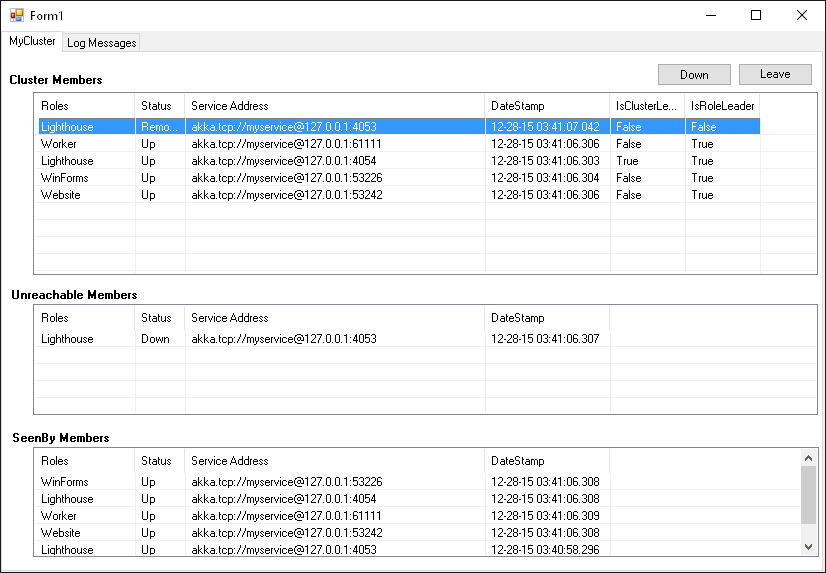 Form1
MyCluster Log Messages
Down Leave
Cluster Members
Roles Status Service Address DateStamp IsClusterLe... IsRoleLeader
Lighthouse Remo... akka.tcp://myservice@127.0.0.1:4053 12-28-15 03:41:07.042 False False
Worker Up akka.tcp://myservice@127.0.0.1:61111 12-28-15 03:41:06.306 False True
Lighthouse Up akka.tcp://myservice@127.0.0.1:4054 12-28-15 03:41:06.303 True True
WinForms Up akka.tcp://myservice@127.0.0.1:53226 12-28-15 03:41:06.304 False True
Website Up akka.tcp://myservice@127.0.0.1:53242 12-28-15 03:41:06.306 False True
Unreachable Members
Roles Status Service Address DateStamp
Lighthouse Down akka.tcp://myservice@127.0.0.1:4053 12-28-15 03:41:06.307
SeenBy Members
Roles Status Service Address DateStamp
WinForms Up akka.tcp://myservice@127.0.0.1:53226 12-28-15 03:41:06.308
Lighthouse Up akka.tcp://myservice@127.0.0.1:4054 12-28-15 03:41:06.308
Worker Up akka.tcp://myservice@127.0.0.1:61111 12-28-15 03:41:06.309
Website Up akka.tcp://myservice@127.0.0.1:53242 12-28-15 03:41:06.308
Lighthouse Up akka.tcp://myservice@127.0.0.1:4053 12-28-15 03:40:58.296